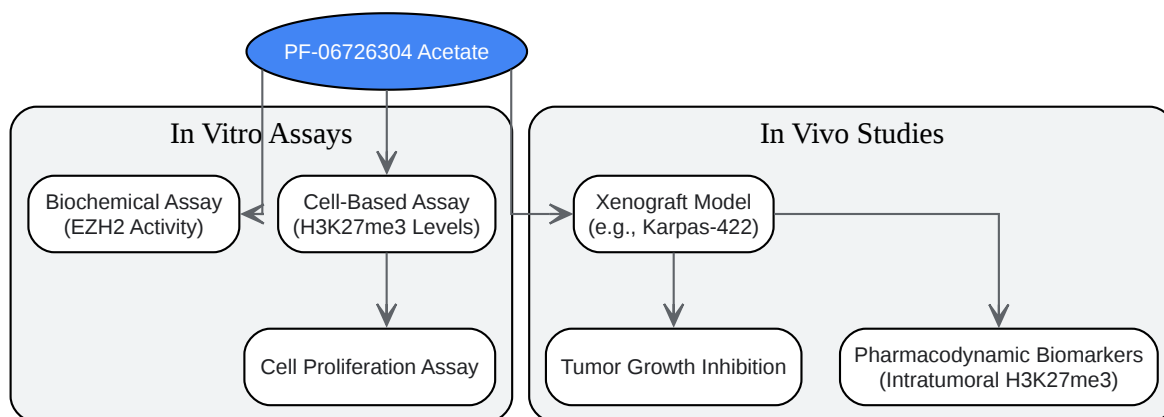 PF-06726304 Acetate
In Vitro Assays
In Vivo Studies
Biochemical Assay
(EZH2 Activity)
Cell-Based Assay
(H3K27me3 Levels)
Xenograft Model
(e.g., Karpas-422)
Cell Proliferation Assay
Tumor Growth Inhibition
Pharmacodynamic Biomarkers
(Intratumoral H3K27me3)